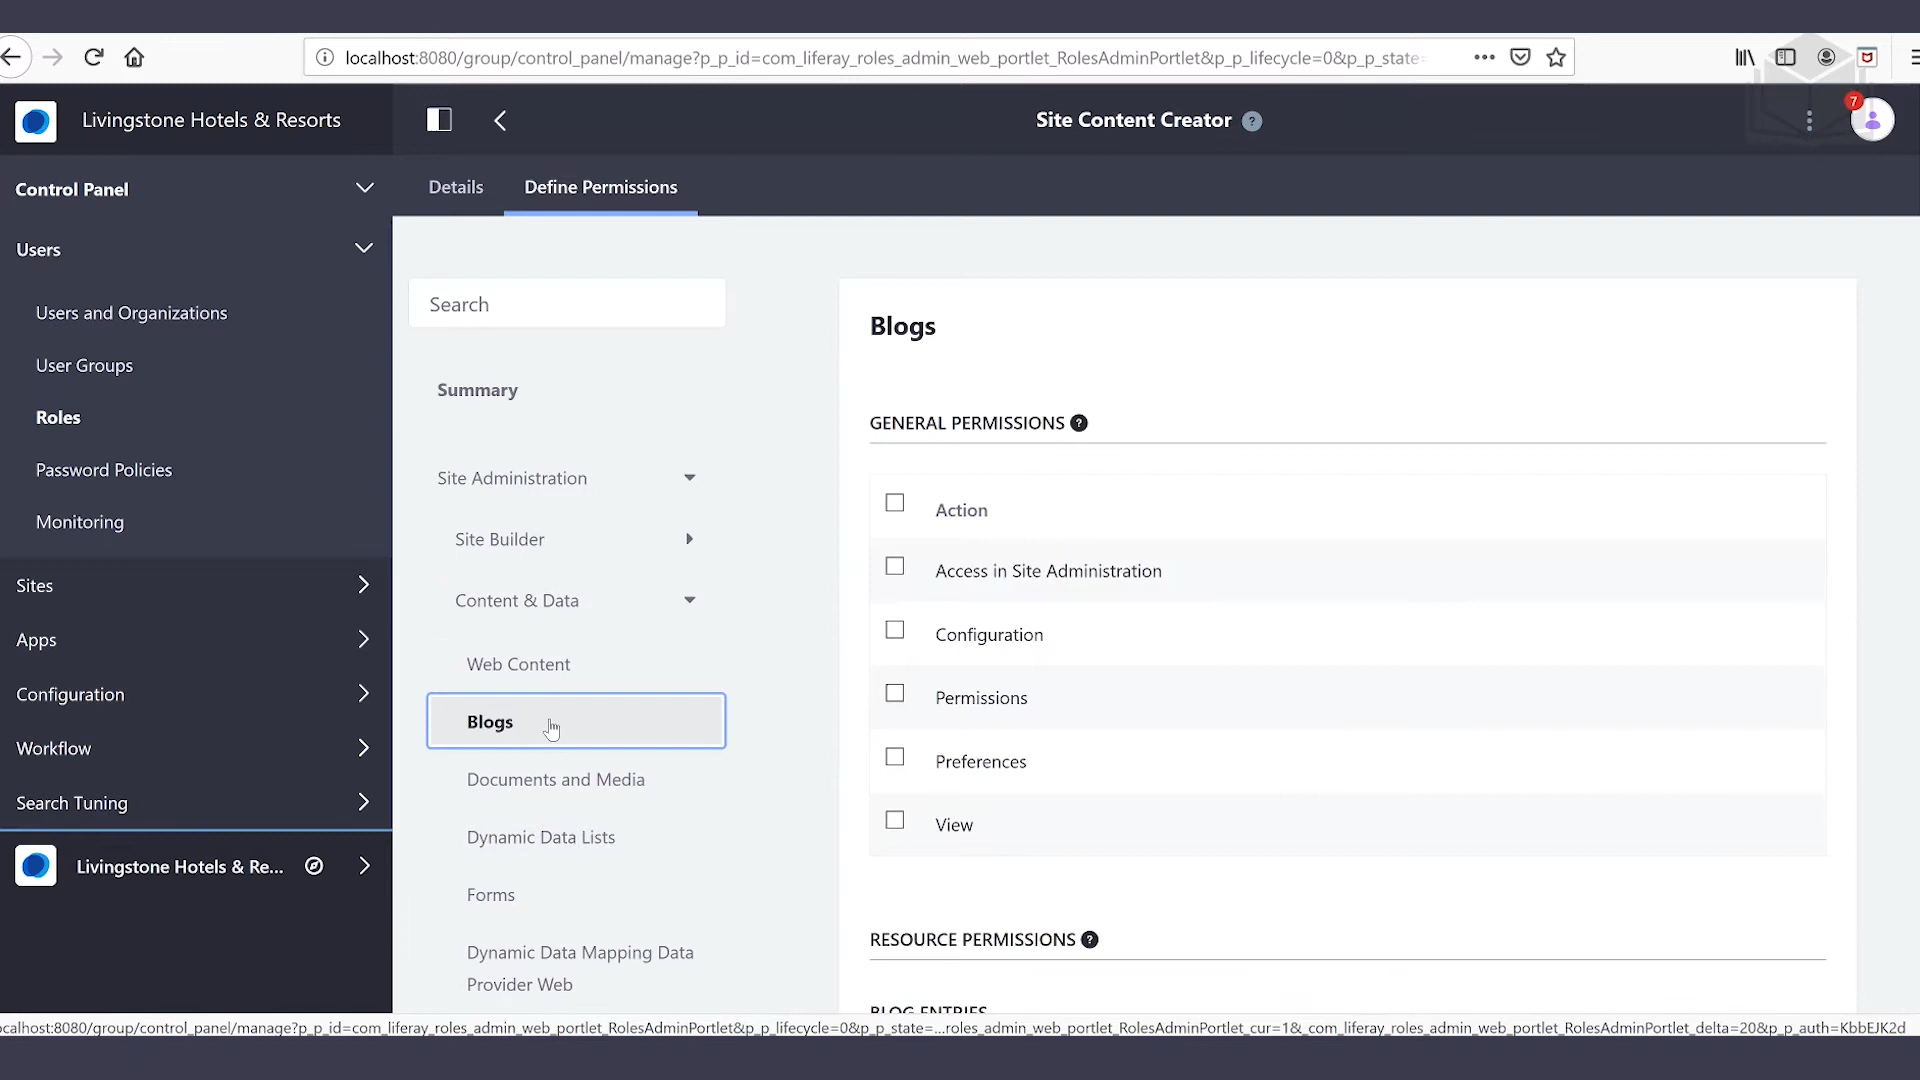 localhost:8080/group/control_panel/manage?p_p_id=com_liferay_roles_admin_web_portlet_RolesAdminPortlet&p_p_lifecycle=0&p_p_state=
Livingstone Hotels & Resorts
Site Content Creator ?
7
Control Panel
Details
Define Permissions
Users
Users and Organizations
User Groups
Roles
Password Policies
Monitoring
Sites
Apps
Configuration
Workflow
Search Tuning
Livingstone Hotels & Re...
Search
Summary
Site Administration
Site Builder
Content & Data
Web Content
Blogs
Documents and Media
Dynamic Data Lists
Forms
Dynamic Data Mapping Data
Provider Web
Blogs
GENERAL PERMISSIONS ?
Action
Access in Site Administration
Configuration
Permissions
Preferences
View
RESOURCE PERMISSIONS ?
BLOG ENTRIES
ocalhost:8080/group/control_panel/manage?p_p_id=com_liferay_roles_admin_web_portlet_RolesAdminPortlet&p_p_lifecycle=0&p_p_state=...roles_admin_web_portlet_RolesAdminPortlet_cur=1&_com_liferay_roles_admin_web_portlet_RolesAdminPortlet_delta=20&p_p_auth=KbbEJK2d